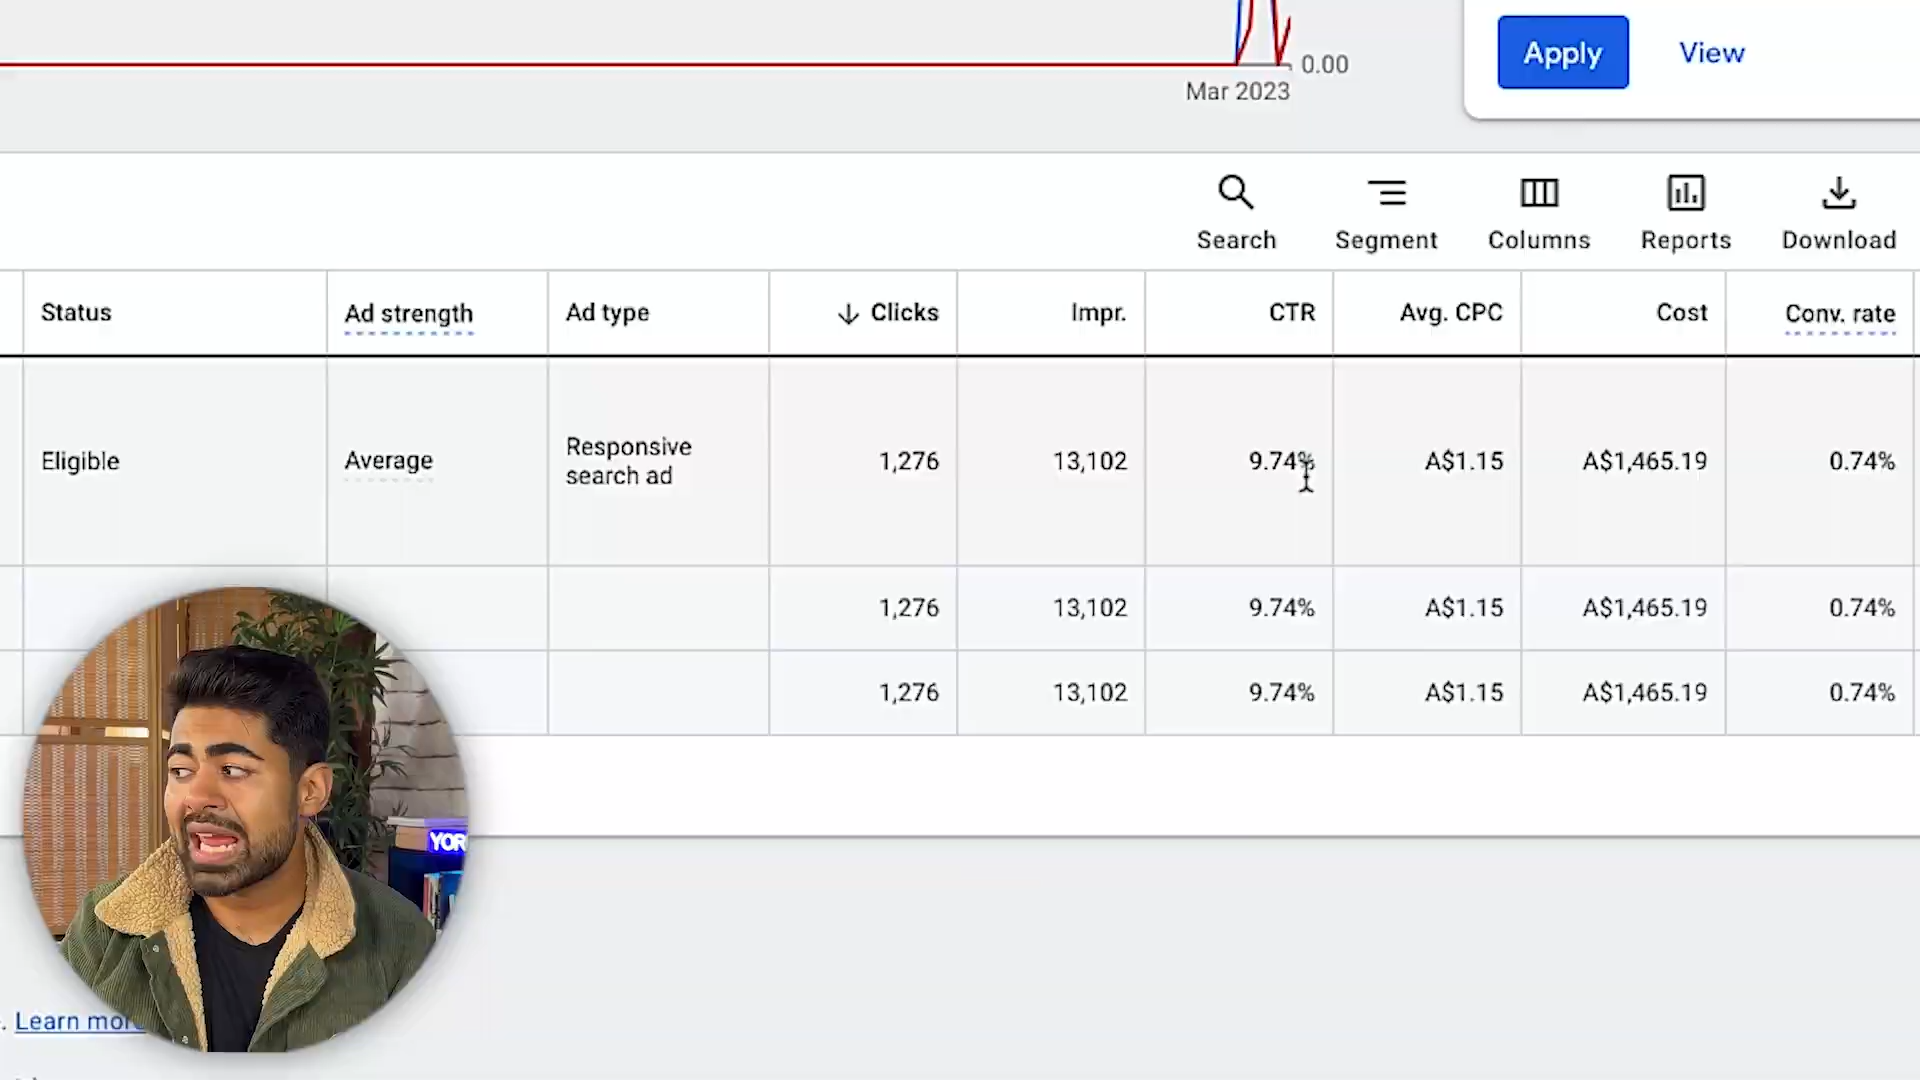 Apply View
0.00
Mar 2023
Search Segment Columns Reports Download
Status Ad strength Ad type Clicks Impr. CTR Avg. CPC Cost Conv. rate
Eligible Average Responsive search ad 1,276 13,102 9.74% A$1.15 A$1,465.19 0.74%
1,276 13,102 9.74% A$1.15 A$1,465.19 0.74%
1,276 13,102 9.74% A$1.15 A$1,465.19 0.74%
YOR
. Learn more